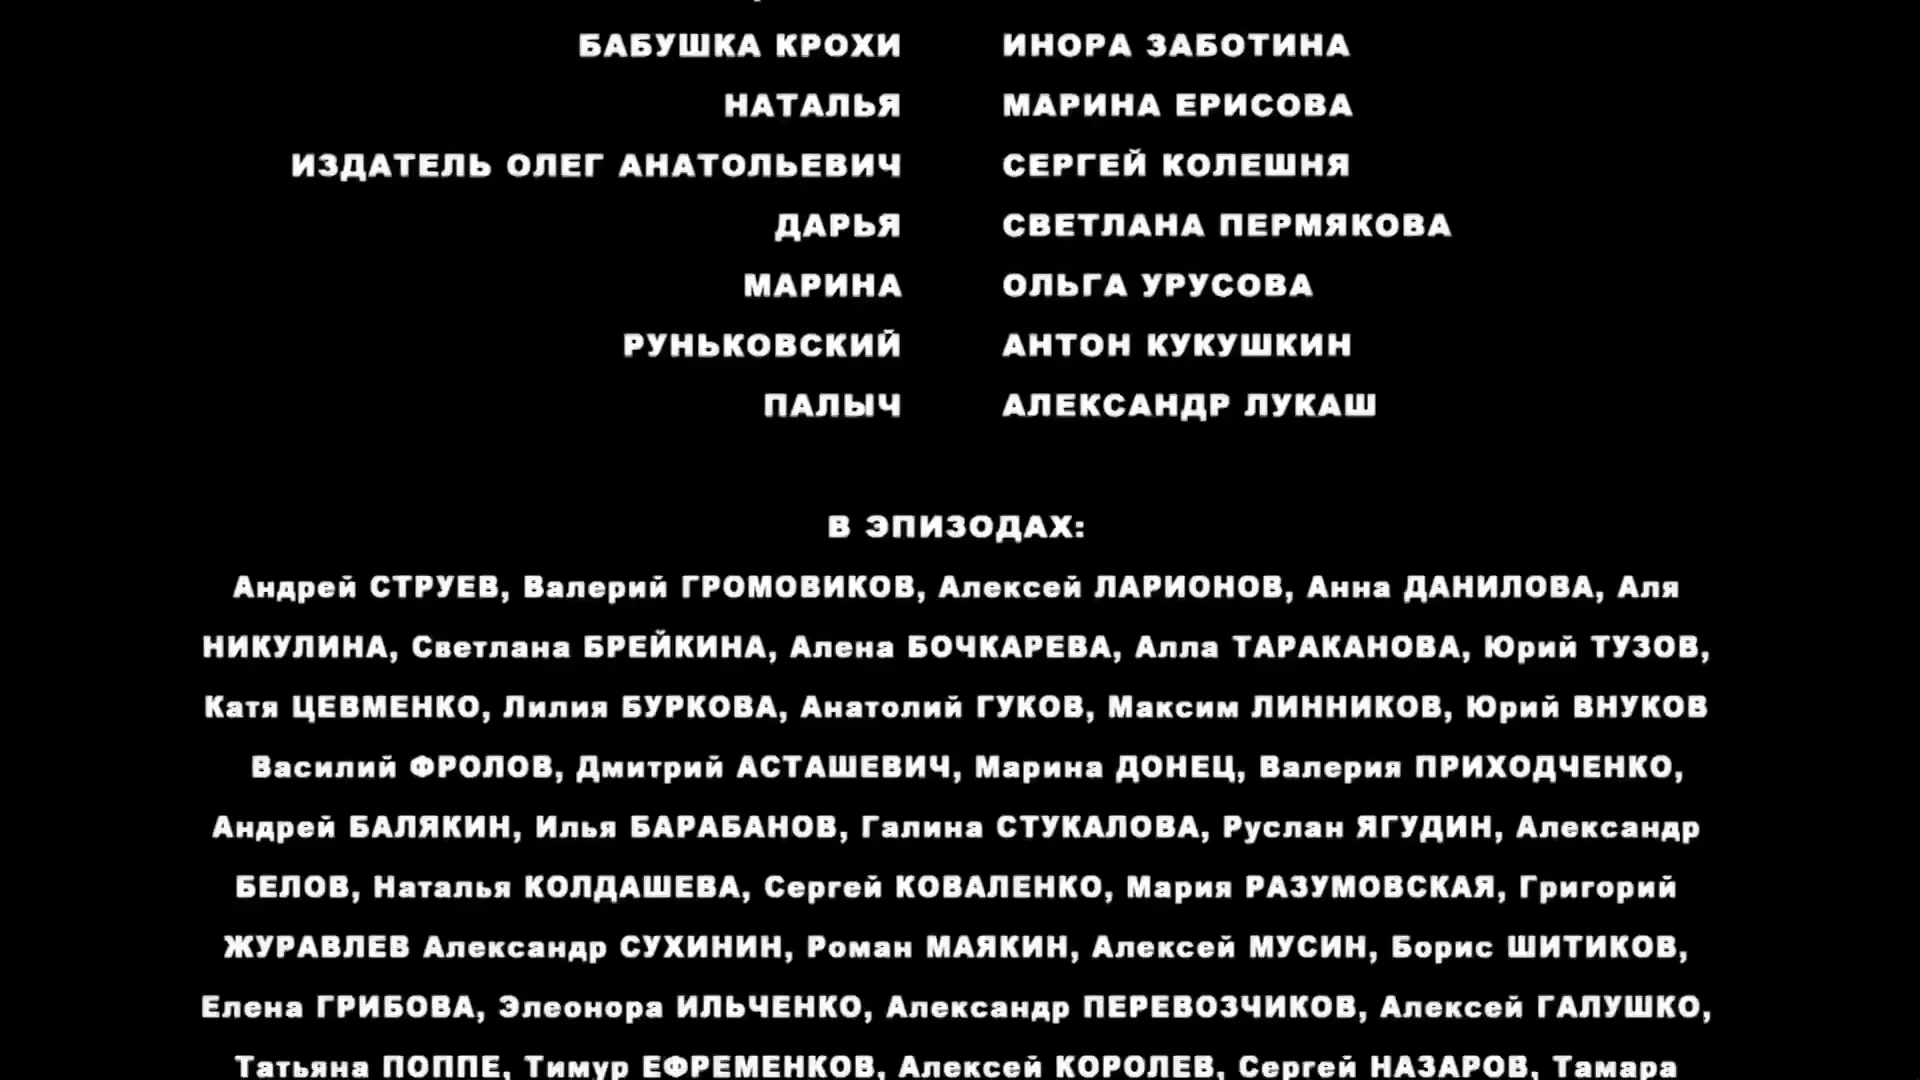 БАБУШКА КРОХИ ИНОРА ЗАБОТИНА
НАТАЛЬЯ МАРИНА ЕРИСОВА
ИЗДАТЕЛЬ ОЛЕГ АНАТОЛЬЕВИЧ СЕРГЕЙ КОЛЕШНЯ
ДАРЬЯ СВЕТЛАНА ПЕРМЯКОВА
МАРИНА ОЛЬГА УРУСОВА
РУНЬКОВСКИЙ АНТОН КУКУШКИН
ПАЛЫЧ АЛЕКСАНДР ЛУКАШ
В ЭПИЗОДАХ:
Андрей СТРУЕВ, Валерий ГРОМОВИКОВ, Алексей ЛАРИОНОВ, Анна ДАНИЛОВА, Аля
НИКУЛИНА, Светлана БРЕЙКИНА, Алена БОЧКАРЕВА, Алла ТАРАКАНОВА, Юрий ТУЗОВ,
Катя ЦЕВМЕНКО, Лилия БУРКОВА, Анатолий ГУКОВ, Максим ЛИННИКОВ, Юрий ВНУКОВ
Василий ФРОЛОВ, Дмитрий АСТАШЕВИЧ, Марина ДОНЕЦ, Валерия ПРИХОДЧЕНКО,
Андрей БАЛЯКИН, Илья БАРАБАНОВ, Галина СТУКАЛОВА, Руслан ЯГУДИН, Александр
БЕЛОВ, Наталья КОЛДАШЕВА, Сергей КОВАЛЕНКО, Мария РАЗУМОВСКАЯ, Григорий
ЖУРАВЛЕВ Александр СУХИНИН, Роман МАЯКИН, Алексей МУСИН, Борис ШИТИКОВ,
Елена ГРИБОВА, Элеонора ИЛЬЧЕНКО, Александр ПЕРЕВОЗЧИКОВ, Алексей ГАЛУШКО,
Татьяна ПОППЕ, Тимур ЕФРЕМЕНКОВ, Алексей КОРОЛЕВ, Сергей НАЗАРОВ, Тамара